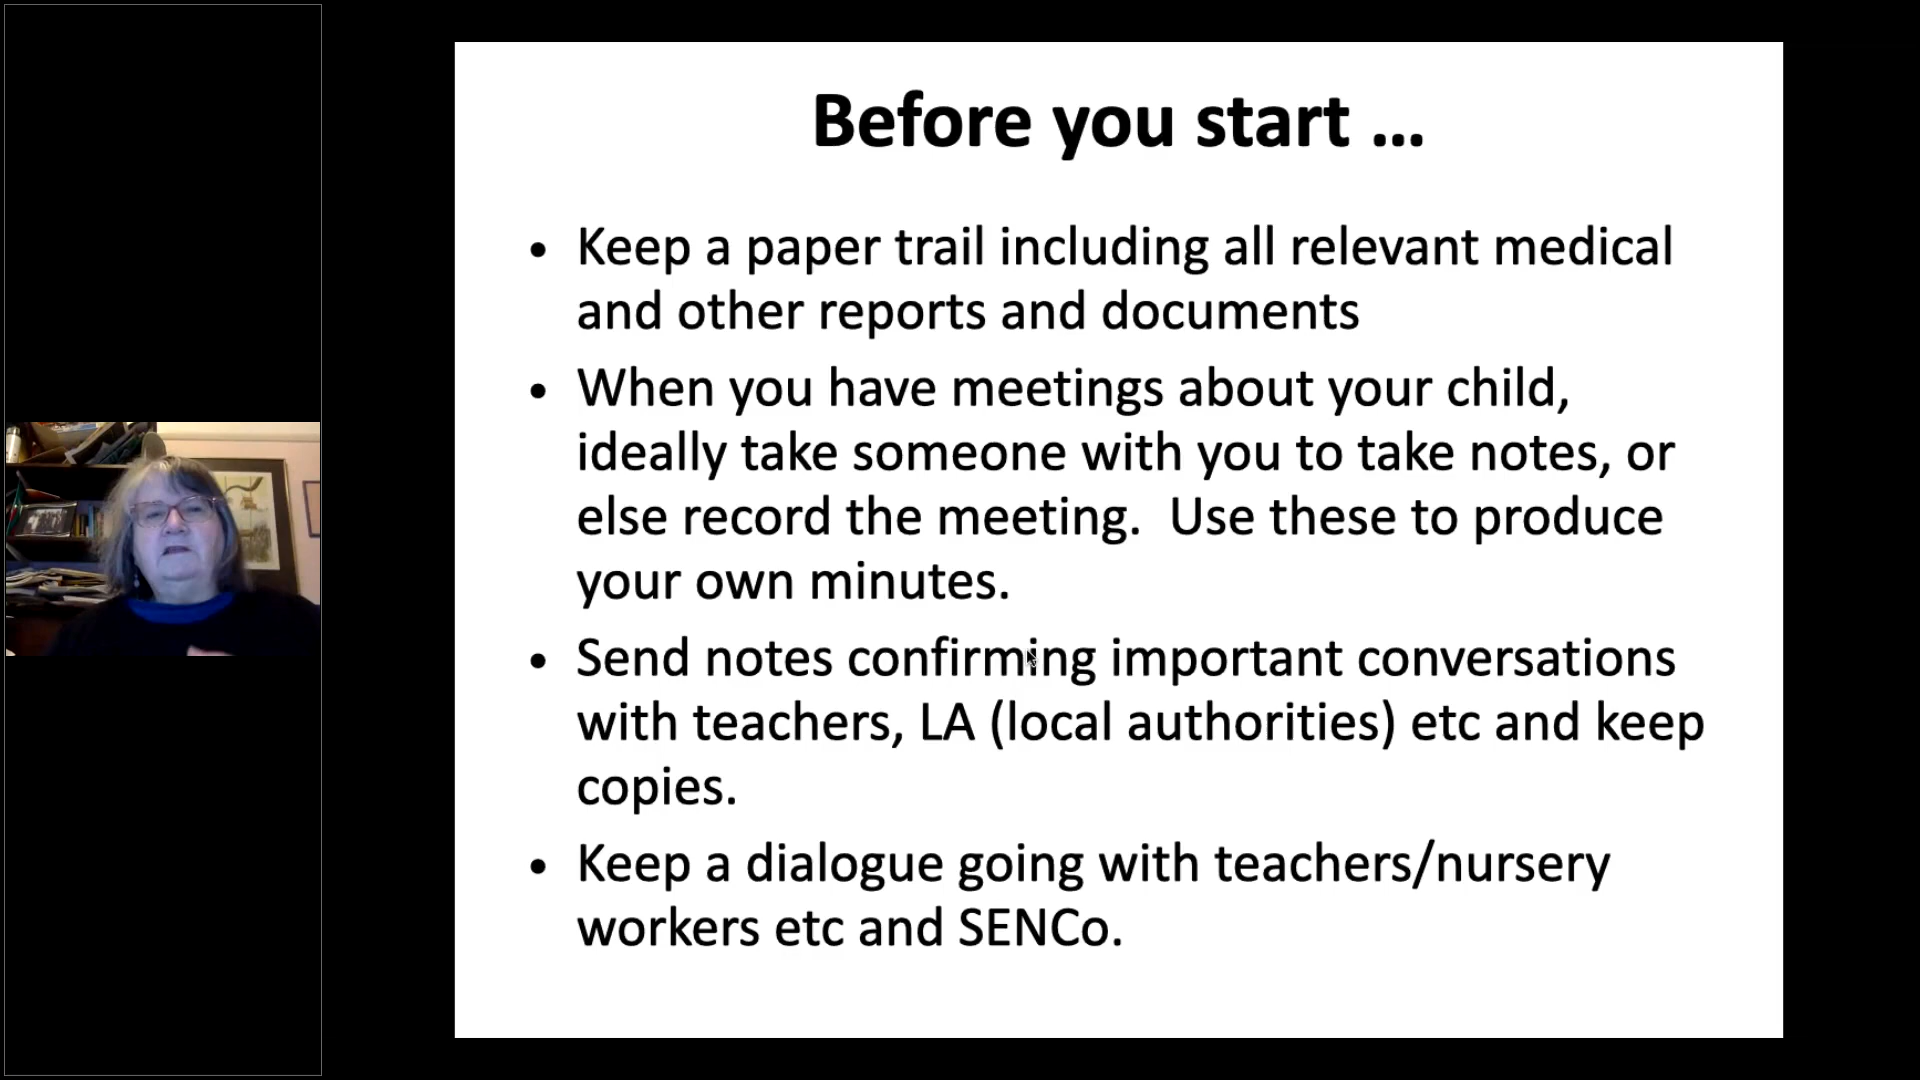 Before you start ...
• Keep a paper trail including all relevant medical
and other reports and documents
• When you have meetings about your child,
ideally take someone with you to take notes, or
else record the meeting.  Use these to produce
your own minutes.
• Send notes confirming important conversations
with teachers, LA (local authorities) etc and keep
copies.
• Keep a dialogue going with teachers/nursery
workers etc and SENCo.